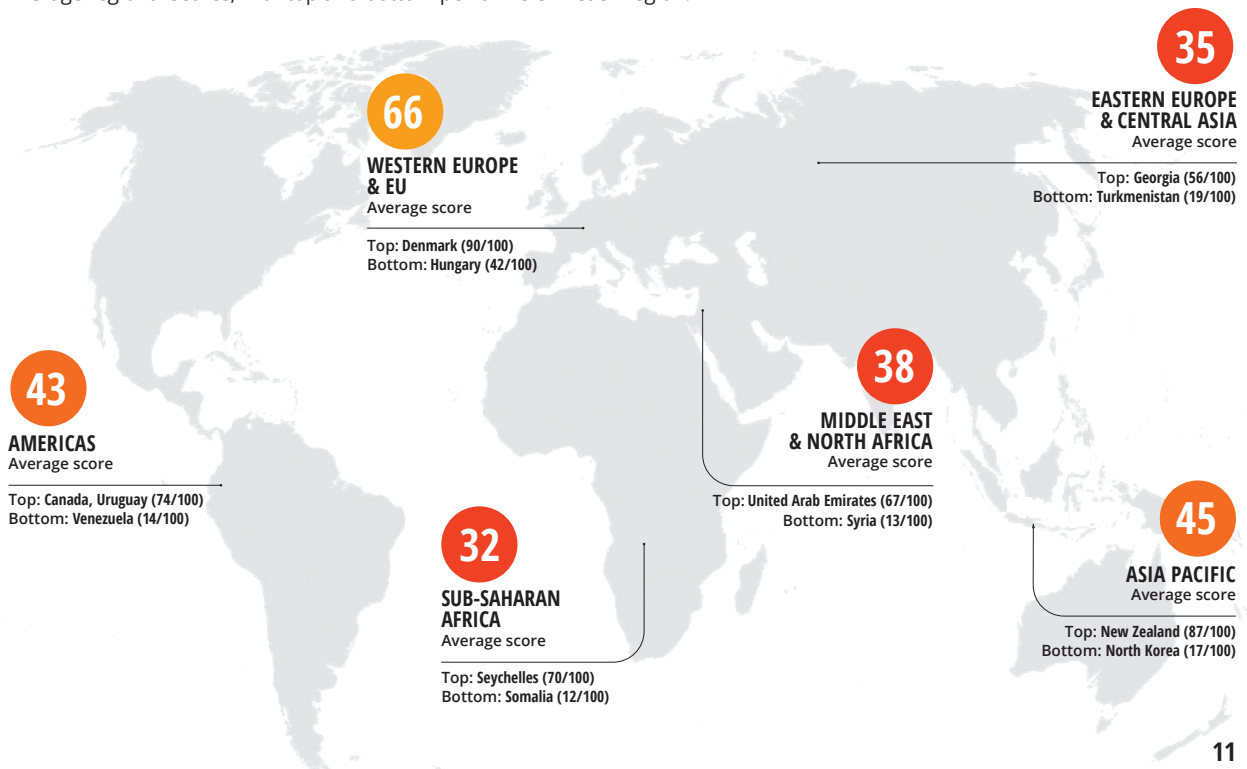 35
EASTERN EUROPE
& CENTRAL ASIA
Average score
Top: Georgia (56/100)
Bottom: Turkmenistan (19/100)
66
WESTERN EUROPE
& EU
Average score
Top: Denmark (90/100)
Bottom: Hungary (42/100)
43
AMERICAS
Average score
Top: Canada, Uruguay (74/100)
Bottom: Venezuela (14/100)
38
MIDDLE EAST
& NORTH AFRICA
Average score
Top: United Arab Emirates (67/100)
Bottom: Syria (13/100)
32
SUB-SAHARAN
AFRICA
Average score
Top: Seychelles (70/100)
Bottom: Somalia (12/100)
45
ASIA PACIFIC
Average score
Top: New Zealand (87/100)
Bottom: North Korea (17/100)
11